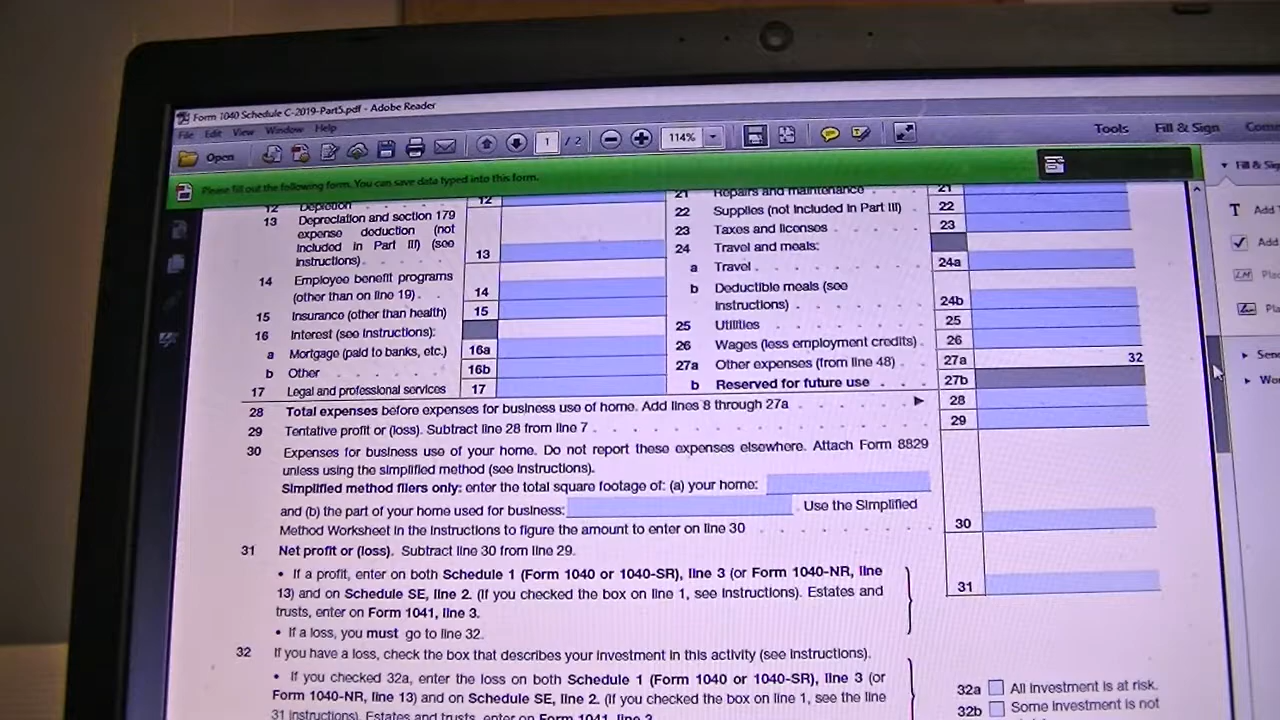 Form 1040 Schedule C-2019-Part5.pdf - Adobe Reader
File Edit View Window Help
Open 1 / 2 114% Tools Fill & Sign
Please fill out the following form. You can save data typed into this form.
Fill &
12 Depletion 12
13 Depreciation and section 179
expense deduction (not
included in Part III) (see
instructions) . . . . . 13
14 Employee benefit programs
(other than on line 19) . . 14
15 Insurance (other than health) 15
16 Interest (see instructions):
a Mortgage (paid to banks, etc.) 16a
b Other . . . . . . 16b
17 Legal and professional services 17
21 Repairs and maintenance . . . 21
22 Supplies (not included in Part III) . 22
23 Taxes and licenses . . . . . 23
24 Travel and meals:
a Travel . . . . . . . . . 24a
b Deductible meals (see
instructions) . . . . . . . 24b
25 Utilities . . . . . . . . 25
26 Wages (less employment credits) . 26
27a Other expenses (from line 48) . . 27a 32
b Reserved for future use . . . 27b
28 Total expenses before expenses for business use of home. Add lines 8 through 27a . . . . . . ▶ 28
29 Tentative profit or (loss). Subtract line 28 from line 7 . . . . . . . . . . . . . . . . 29
30 Expenses for business use of your home. Do not report these expenses elsewhere. Attach Form 8829
unless using the simplified method (see instructions).
Simplified method filers only: enter the total square footage of: (a) your home:
and (b) the part of your home used for business: . Use the Simplified
Method Worksheet in the instructions to figure the amount to enter on line 30 . . . . . . . . 30
31 Net profit or (loss). Subtract line 30 from line 29.
• If a profit, enter on both Schedule 1 (Form 1040 or 1040-SR), line 3 (or Form 1040-NR, line
13) and on Schedule SE, line 2. (If you checked the box on line 1, see instructions). Estates and
trusts, enter on Form 1041, line 3. 31
• If a loss, you must go to line 32.
32 If you have a loss, check the box that describes your investment in this activity (see instructions).
• If you checked 32a, enter the loss on both Schedule 1 (Form 1040 or 1040-SR), line 3 (or
Form 1040-NR, line 13) and on Schedule SE, line 2. (If you checked the box on line 1, see the line
31 instructions). Estates and trusts, enter on Form 1041, line 3.
32a All investment is at risk.
32b Some investment is not
T Add
Add